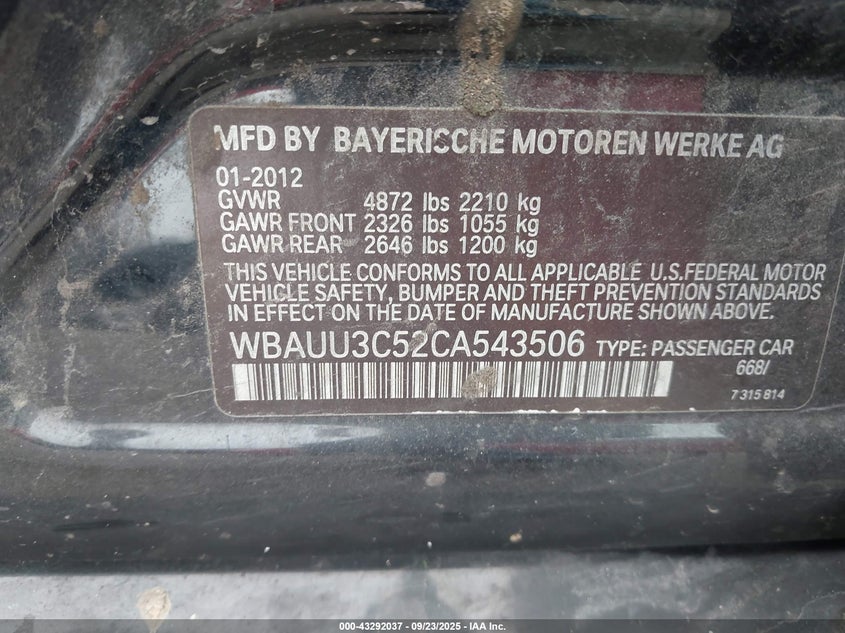 MFD BY BAYERISCHE MOTOREN WERKE AG
01-2012
GVWR 4872 lbs 2210 kg
GAWR FRONT 2326 lbs 1055 kg
GAWR REAR 2646 lbs 1200 kg
THIS VEHICLE CONFORMS TO ALL APPLICABLE U.S.FEDERAL MOTOR
VEHICLE SAFETY, BUMPER AND THEFT PREVENTION STANDARDS
IN EFFECT ON DATE OF MANUFACTURE SHOWN ABOVE.
WBAUU3C52CA543506 TYPE: PASSENGER CAR
668/
7 315 814
000-43292037 - 09/23/2025 - IAA Inc.